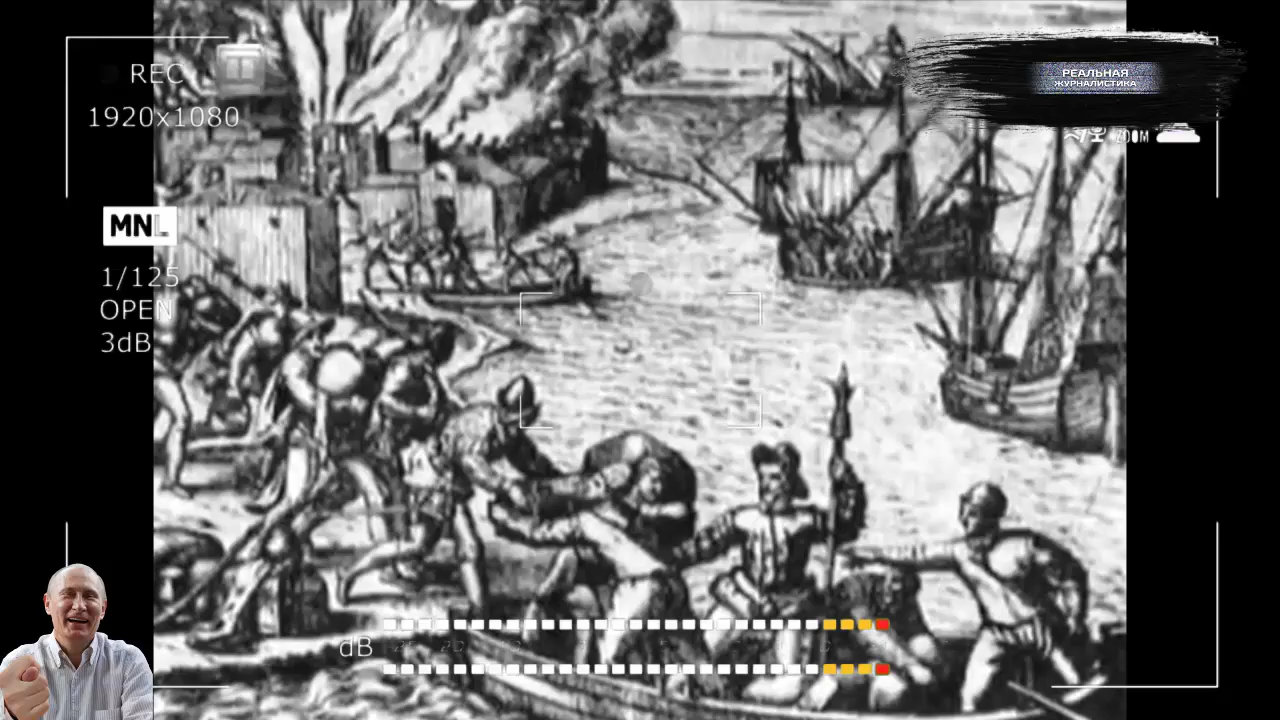 REC
1920x1080
РЕАЛЬНАЯ
ЖУРНАЛИСТИКА
ZOOM
MNL
1/125
OPEN
3dB
dB